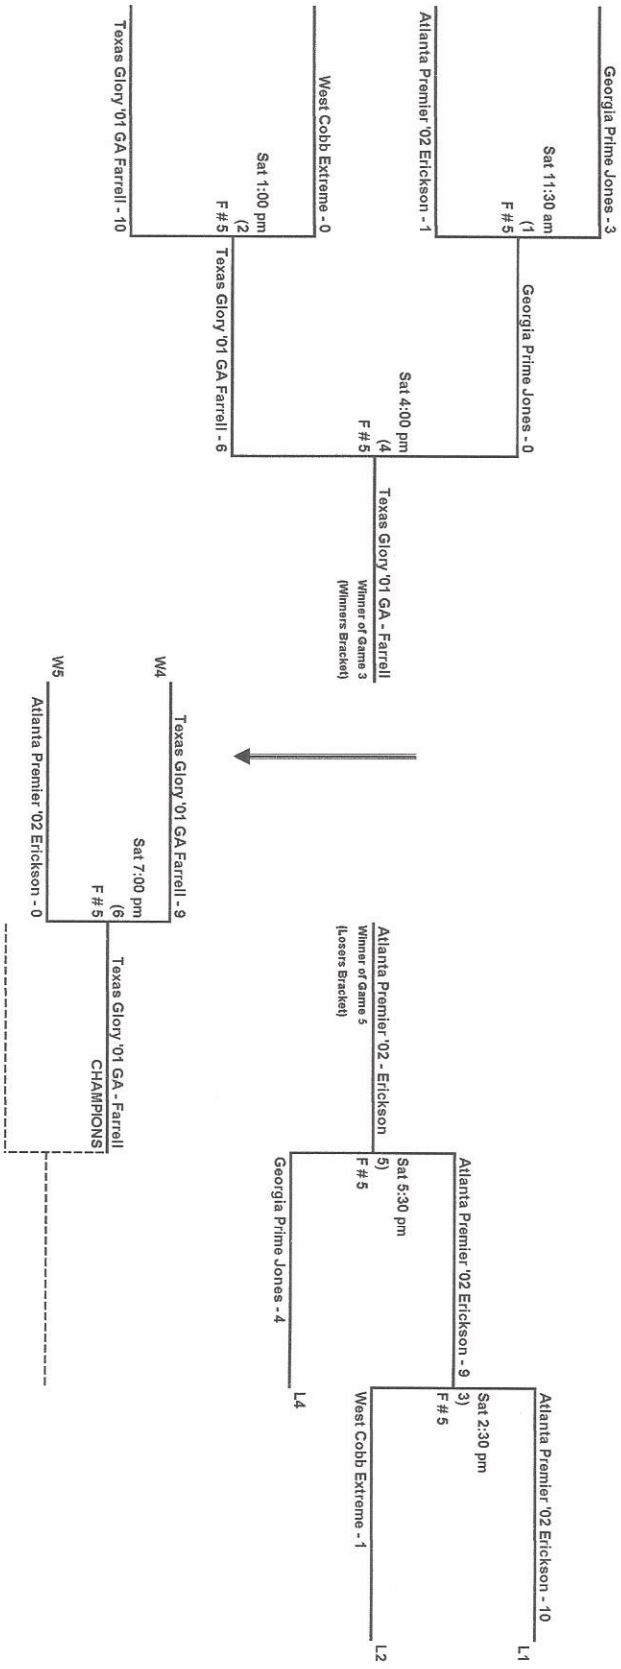 Georgia Prime Jones - 3
Sat 11:30 am
(1
F # 5
Atlanta Premier '02 Erickson - 1
West Cobb Extreme - 0
Sat 1:00 pm
(2
F # 5
Texas Glory '01 GA Farrell - 10
Georgia Prime Jones - 0
Sat 4:00 pm
(4
F # 5
Texas Glory '01 GA Farrell - 6
Texas Glory '01 GA - Farrell
Winner of Game 3
(Winners Bracket)
W4
Texas Glory '01 GA Farrell - 9
Sat 7:00 pm
(6
F # 5
W5
Atlanta Premier '02 Erickson - 0
Texas Glory '01 GA - Farrell
CHAMPIONS
Atlanta Premier '02 - Erickson
Winner of Game 5
(Losers Bracket)
Atlanta Premier '02 Erickson - 9
Sat 5:30 pm
5)
F # 5
Georgia Prime Jones - 4
L4
Atlanta Premier '02 Erickson - 10
L1
Sat 2:30 pm
3)
F # 5
West Cobb Extreme - 1
L2